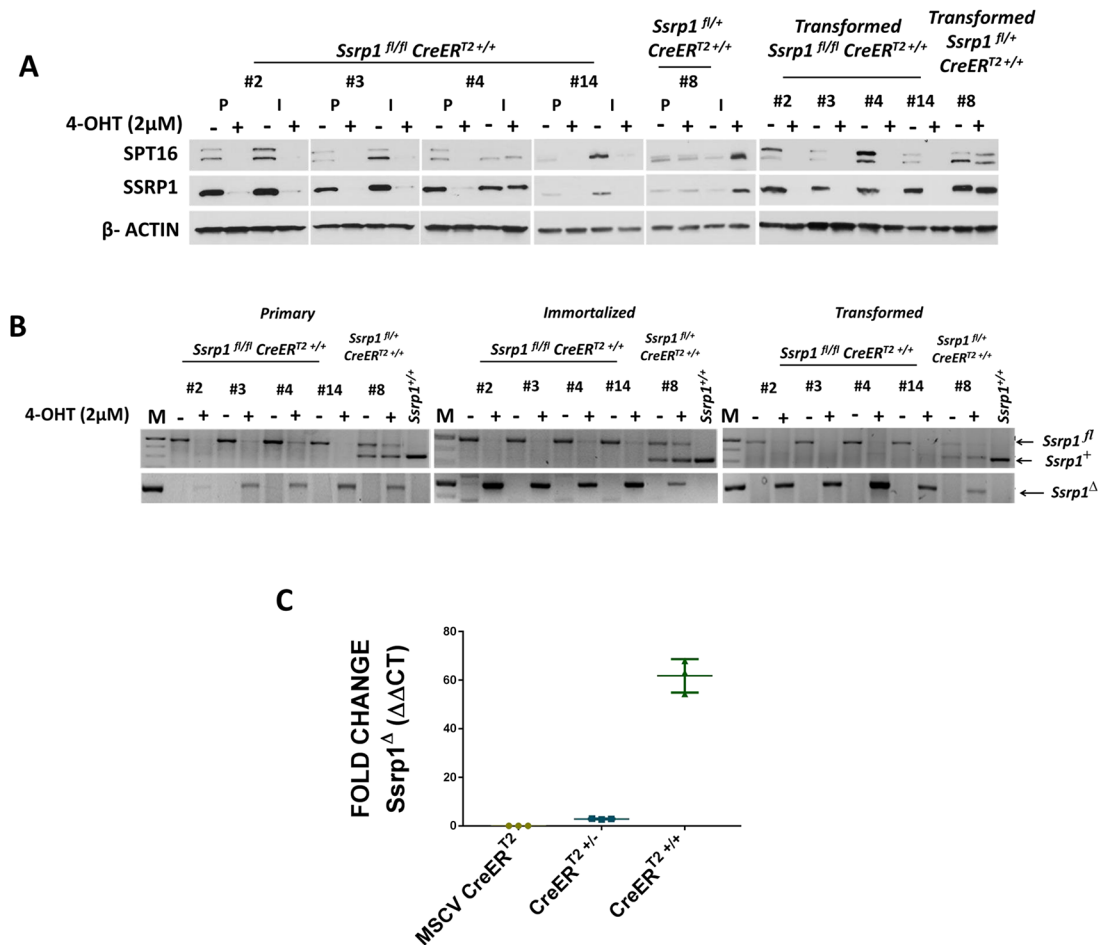 A
Ssrp1 fl/fl CreERT2 +/+
Ssrp1 fl/+
CreERT2 +/+
Transformed
Ssrp1 fl/fl CreERT2 +/+
Transformed
Ssrp1 fl/+
CreERT2 +/+
#2 #3 #4 #14 #8 #2 #3 #4 #14 #8
P I P I P I P I P I
4-OHT (2μM) - + - + - + - + - + - + - + - + - + - + - + - + - + - + - +
SPT16
SSRP1
β- ACTIN
B
Primary Immortalized Transformed
Ssrp1 fl/fl CreERT2 +/+ Ssrp1 fl/+ CreERT2 +/+ Ssrp1+/+ Ssrp1 fl/fl CreERT2 +/+ Ssrp1 fl/+ CreERT2 +/+ Ssrp1+/+ Ssrp1 fl/fl CreERT2 +/+ Ssrp1 fl/+ CreERT2 +/+ Ssrp1+/+
#2 #3 #4 #14 #8 #2 #3 #4 #14 #8 #2 #3 #4 #14 #8
4-OHT (2μM) M - + - + - + - + - + M - + - + - + - + - + M - + - + - + - + - +
Ssrp1 fl
Ssrp1+
Ssrp1Δ
C
FOLD CHANGE
Ssrp1Δ (ΔΔCT)
80
60
40
20
0
MSCV CreERT2
CreERT2 +/-
CreERT2 +/+